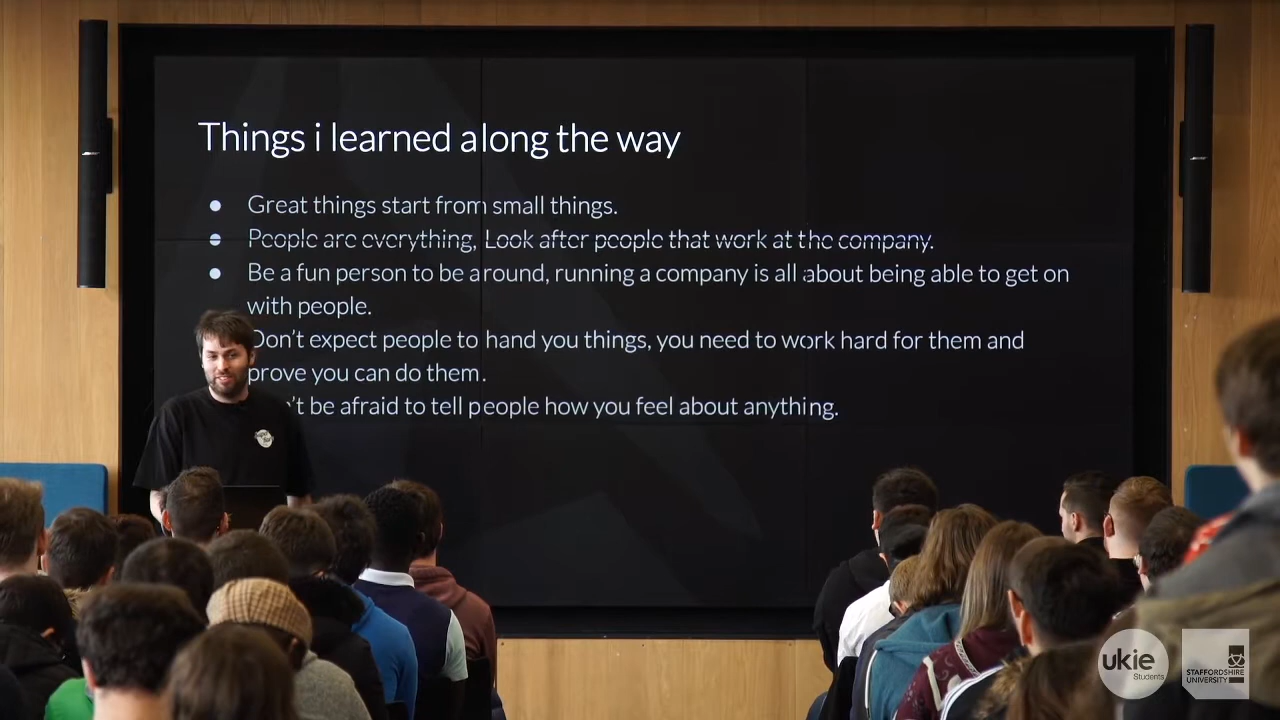 Things i learned along the way
● Great things start from small things.
● People are everything, Look after people that work at the company.
● Be a fun person to be around, running a company is all about being able to get on
with people.
Don't expect people to hand you things, you need to work hard for them and
prove you can do them.
't be afraid to tell people how you feel about anything.
ukie
Students
STAFFORDSHIRE
UNIVERSITY